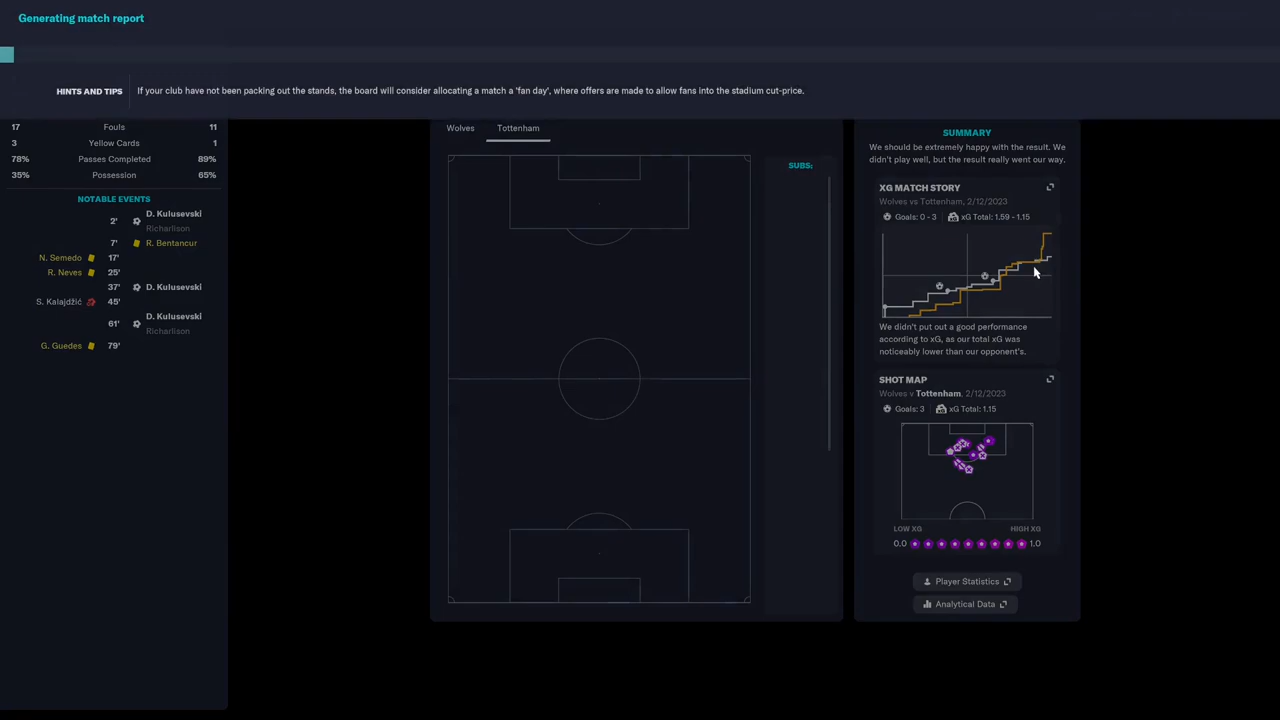 Generating match report
HINTS AND TIPS
If your club have not been packing out the stands, the board will consider allocating a match a 'fan day', where offers are made to allow fans into the stadium cut-price.
17 Fouls 11
3 Yellow Cards 1
78% Passes Completed 89%
35% Possession 65%
NOTABLE EVENTS
2' D. Kulusevski
Richarlison
7' R. Bentancur
N. Semedo 17'
R. Neves 25'
37' D. Kulusevski
S. Kalajdžić 45'
61' D. Kulusevski
Richarlison
G. Guedes 79'
Wolves Tottenham
SUBS:
SUMMARY
We should be extremely happy with the result. We
didn't play well, but the result really went our way.
XG MATCH STORY
Wolves vs Tottenham, 2/12/2023
Goals: 0 - 3 xG Total: 1.59 - 1.15
We didn't put out a good performance
according to xG, as our total xG was
noticeably lower than our opponent's.
SHOT MAP
Wolves v Tottenham, 2/12/2023
Goals: 3 xG Total: 1.15
LOW XG HIGH XG
0.0 1.0
Player Statistics
Analytical Data